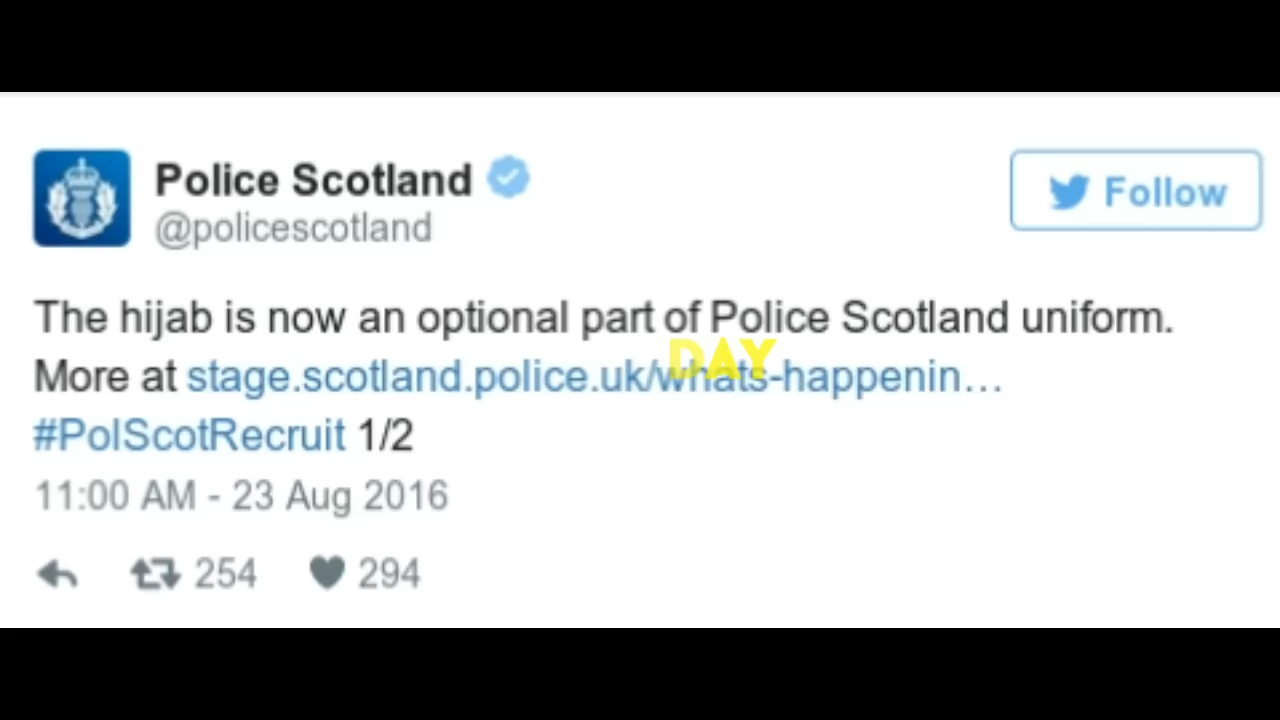 Police Scotland
@policescotland
Follow
The hijab is now an optional part of Police Scotland uniform.
DAY
More at stage.scotland.police.uk/whats-happenin…
#PolScotRecruit 1/2
11:00 AM - 23 Aug 2016
254 294